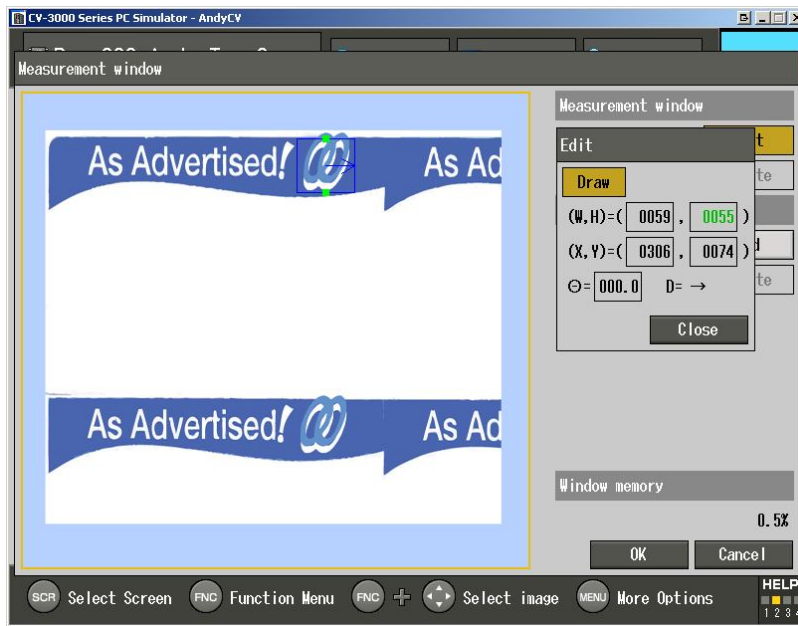 CV-3000 Series PC Simulator - AndyCV
Measurement window
Measurement window
Edit
Draw
(W,H)=( 0059 , 0055 )
(X,Y)=( 0306 , 0074 )
Θ= 000.0 D= →
Close
As Advertised! As Ad
As Advertised! As Ad
Window memory
0.5%
OK Cancel
SCR Select Screen FNC Function Menu FNC + Select image MENU More Options HELP
1 2 3 4